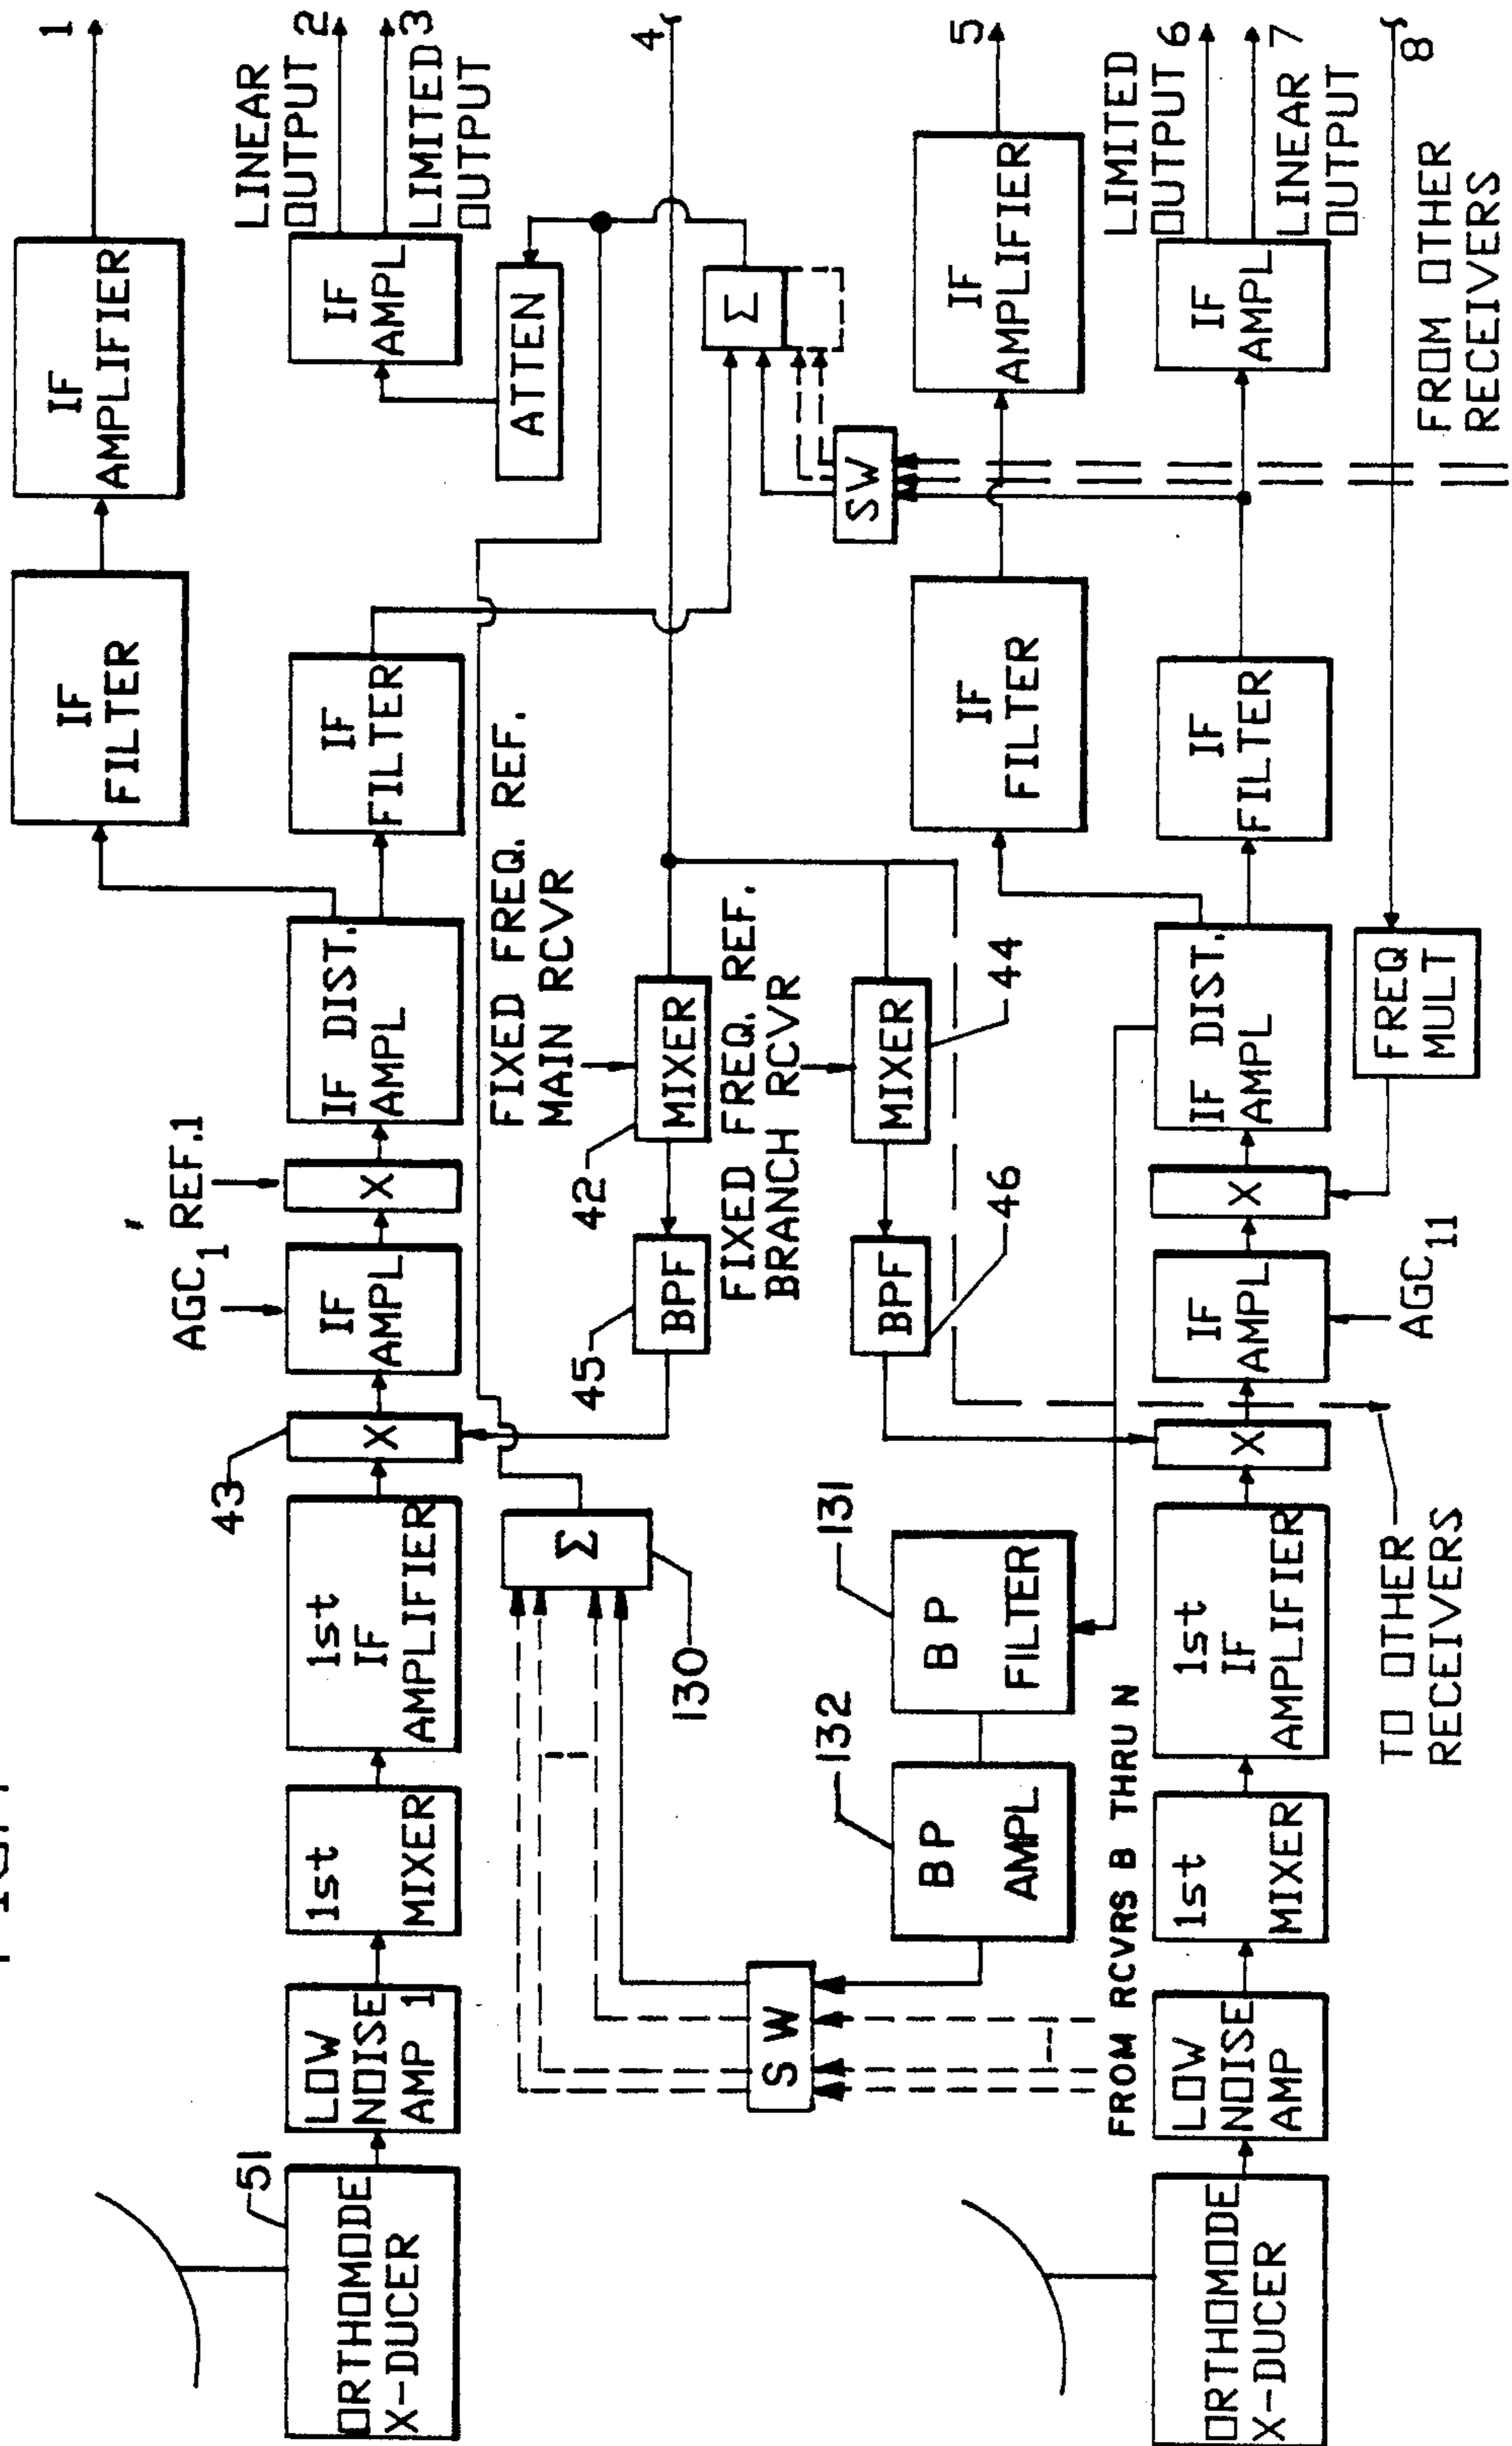 1
IF
AMPLIFIER
IF
FILTER
LINEAR
OUTPUT 2
3
LIMITED
OUTPUT
IF
AMPL
ATTEN
IF
FILTER
IF DIST.
AMPL
REF.1
AGC1'
IF
AMPL
X
43
1st
IF
AMPLIFIER
1st
MIXER
LOW
NOISE
AMP 1
51
ORTHOMODE
X-DUCER
4
Σ
SW
FIXED FREQ. REF.
MAIN RCVR
MIXER
42
BPF
45
FIXED FREQ. REF.
BRANCH RCVR
MIXER
44
BPF
46
Σ
130
131
BP
FILTER
132
BP
AMPL
SW
FROM RCVRS B THRU N
5
IF
AMPLIFIER
IF
FILTER
LIMITED
OUTPUT 6
7
LINEAR
OUTPUT
IF
AMPL
IF
FILTER
IF DIST.
AMPL
X
IF
AMPL
AGC11
X
1st
IF
AMPLIFIER
1st
MIXER
LOW
NOISE
AMP
ORTHOMODE
X-DUCER
8
FREQ
MULT
FROM OTHER
RECEIVERS
TO OTHER
RECEIVERS